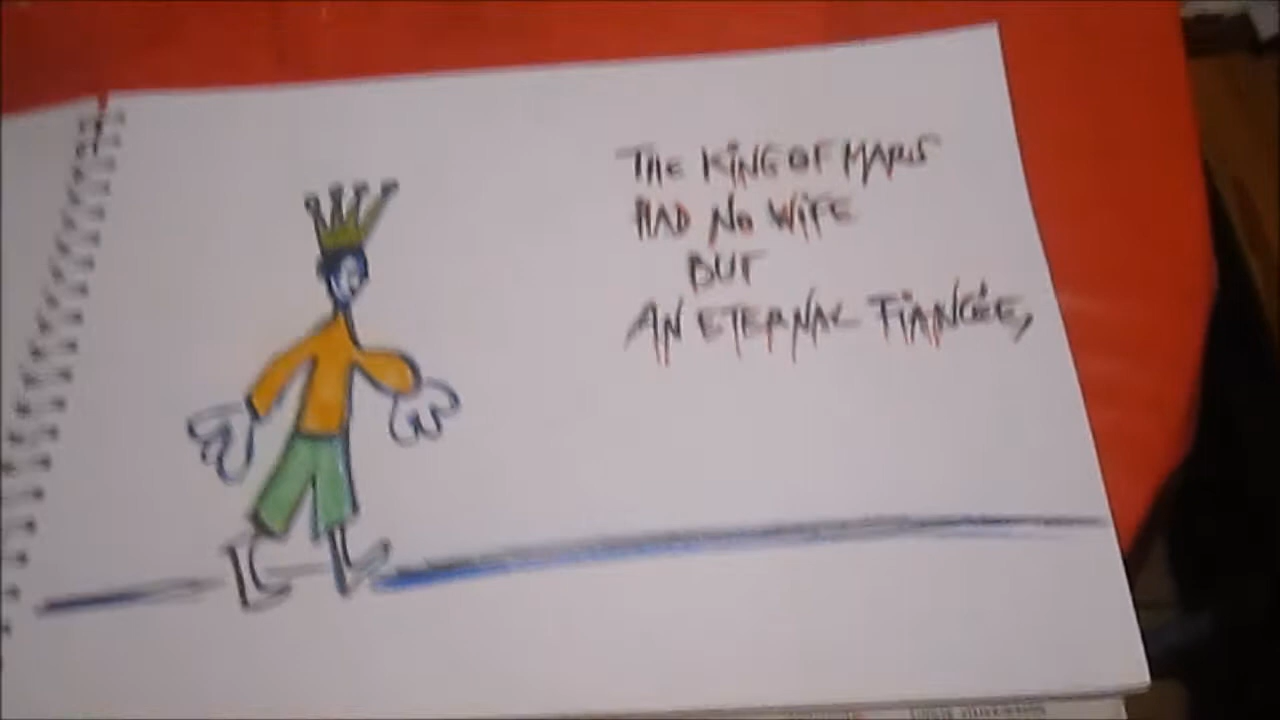 THE KING OF MARS
HAD NO WIFE
BUT
AN ETERNAL FIANCÉE,